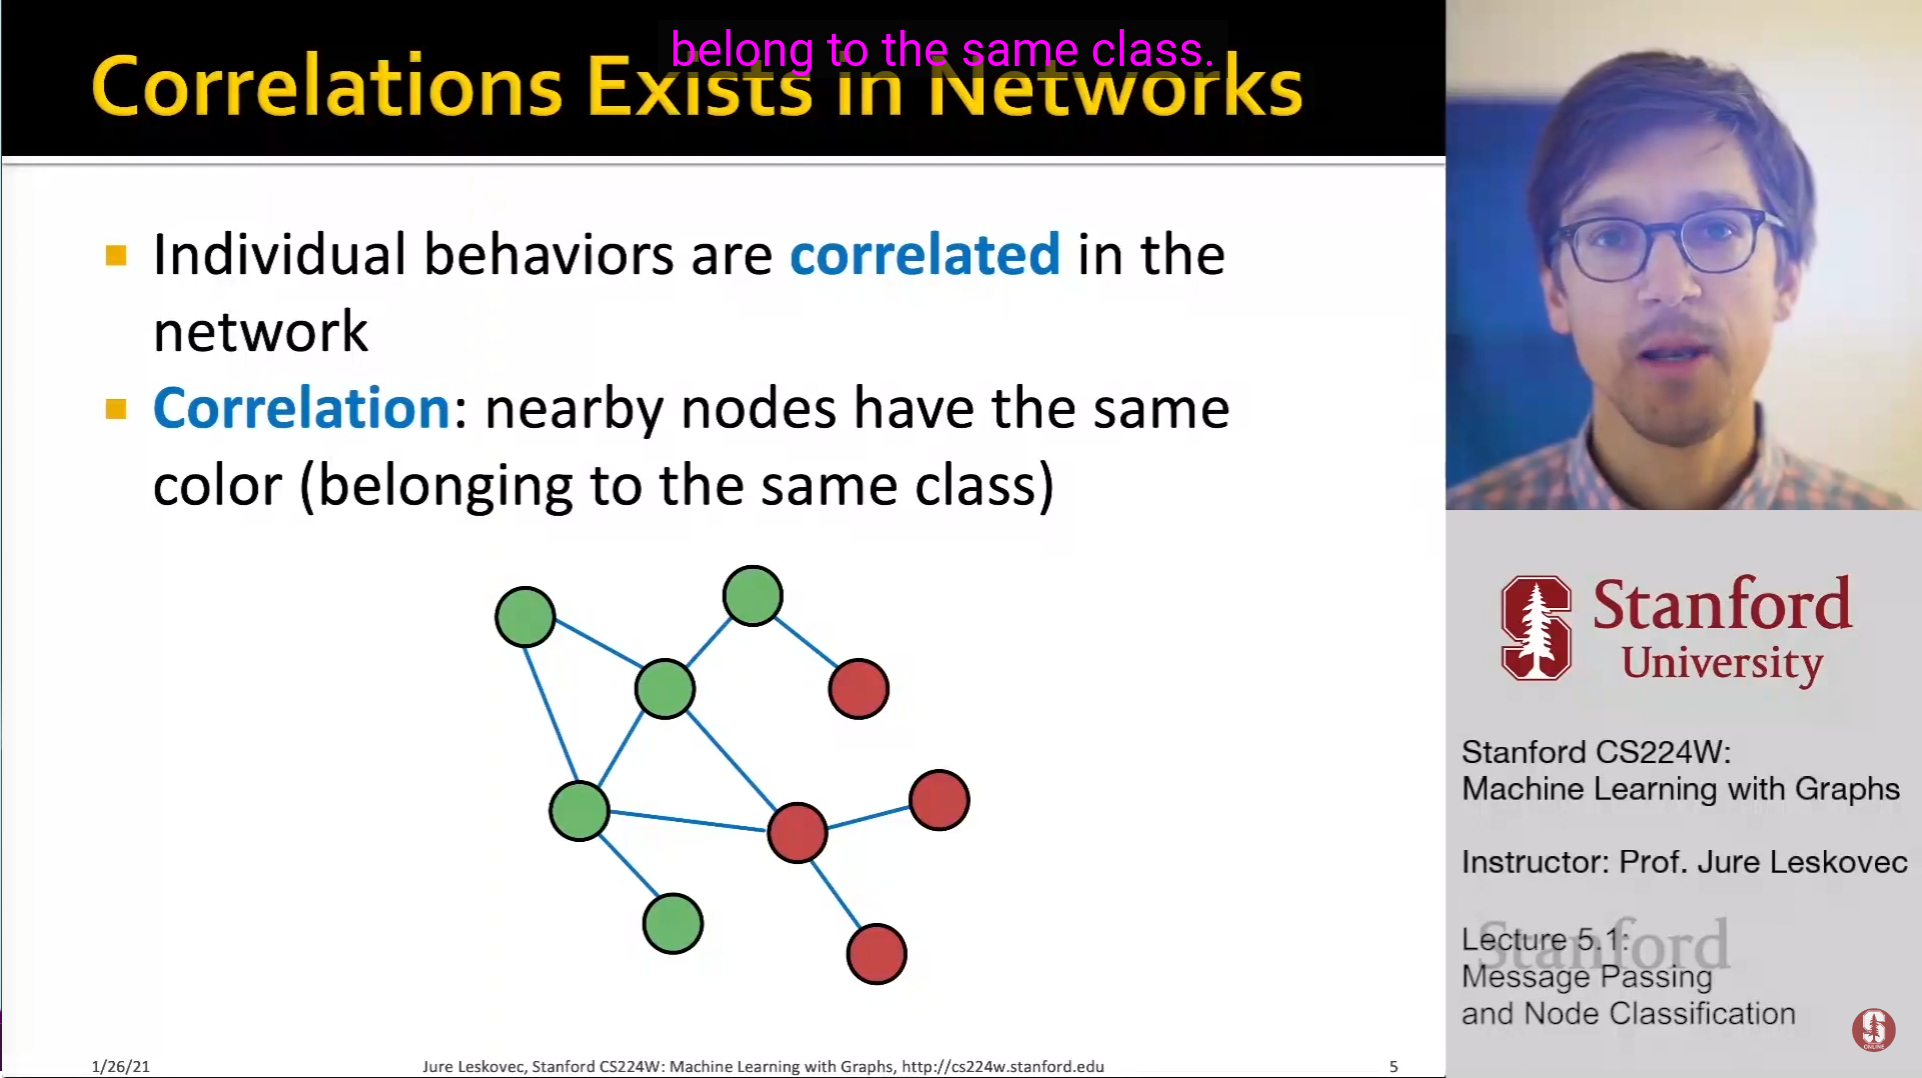 belong to the same class.
Correlations Exists in Networks
Individual behaviors are correlated in the
network
Correlation: nearby nodes have the same
color (belonging to the same class)
1/26/21
Jure Leskovec, Stanford CS224W: Machine Learning with Graphs, http://cs224w.stanford.edu
5
Stanford
University
Stanford CS224W:
Machine Learning with Graphs
Instructor: Prof. Jure Leskovec
Stanford
Lecture 5.1:
Message Passing
and Node Classification
S
ONLINE